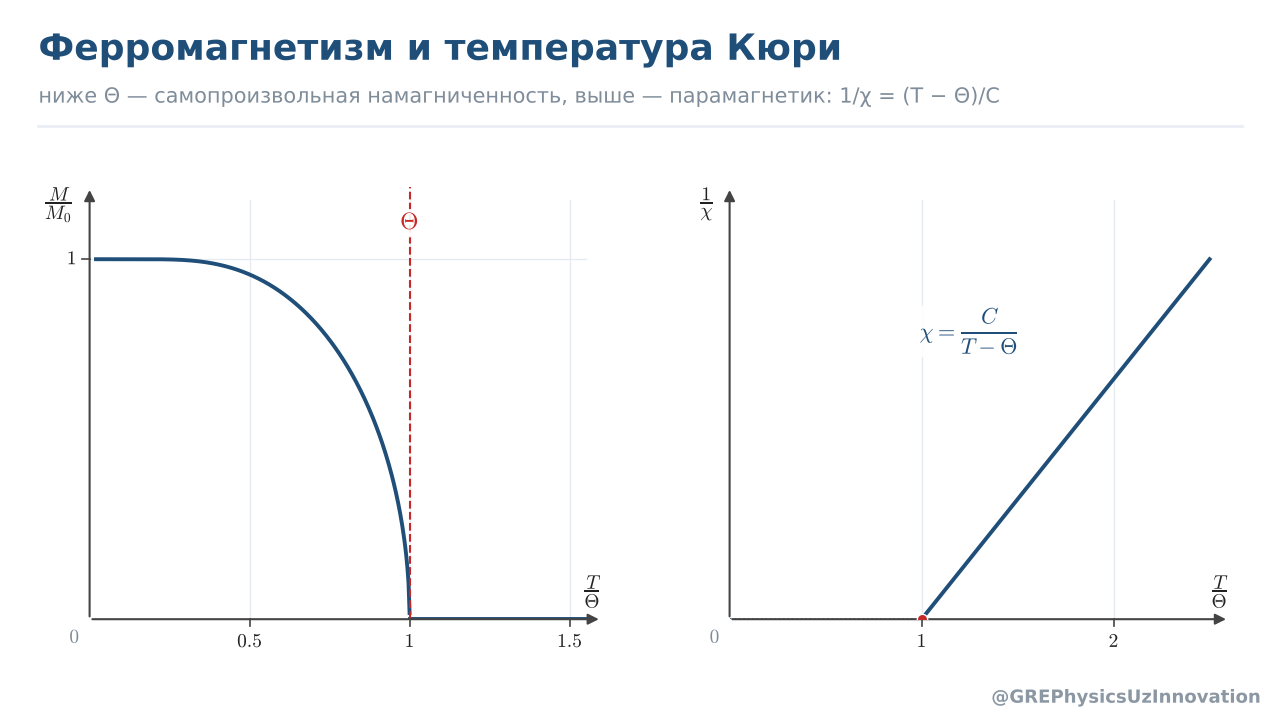 Ферромагнетизм и температура Кюри
ниже Θ — самопроизвольная намагниченность, выше — парамагнетик: 1/χ = (T − Θ)/C
M/M₀
Θ
1
T/Θ
0
0.5
1
1.5
1/χ
χ = C/(T − Θ)
T/Θ
0
1
2
@GREPhysicsUzInnovation